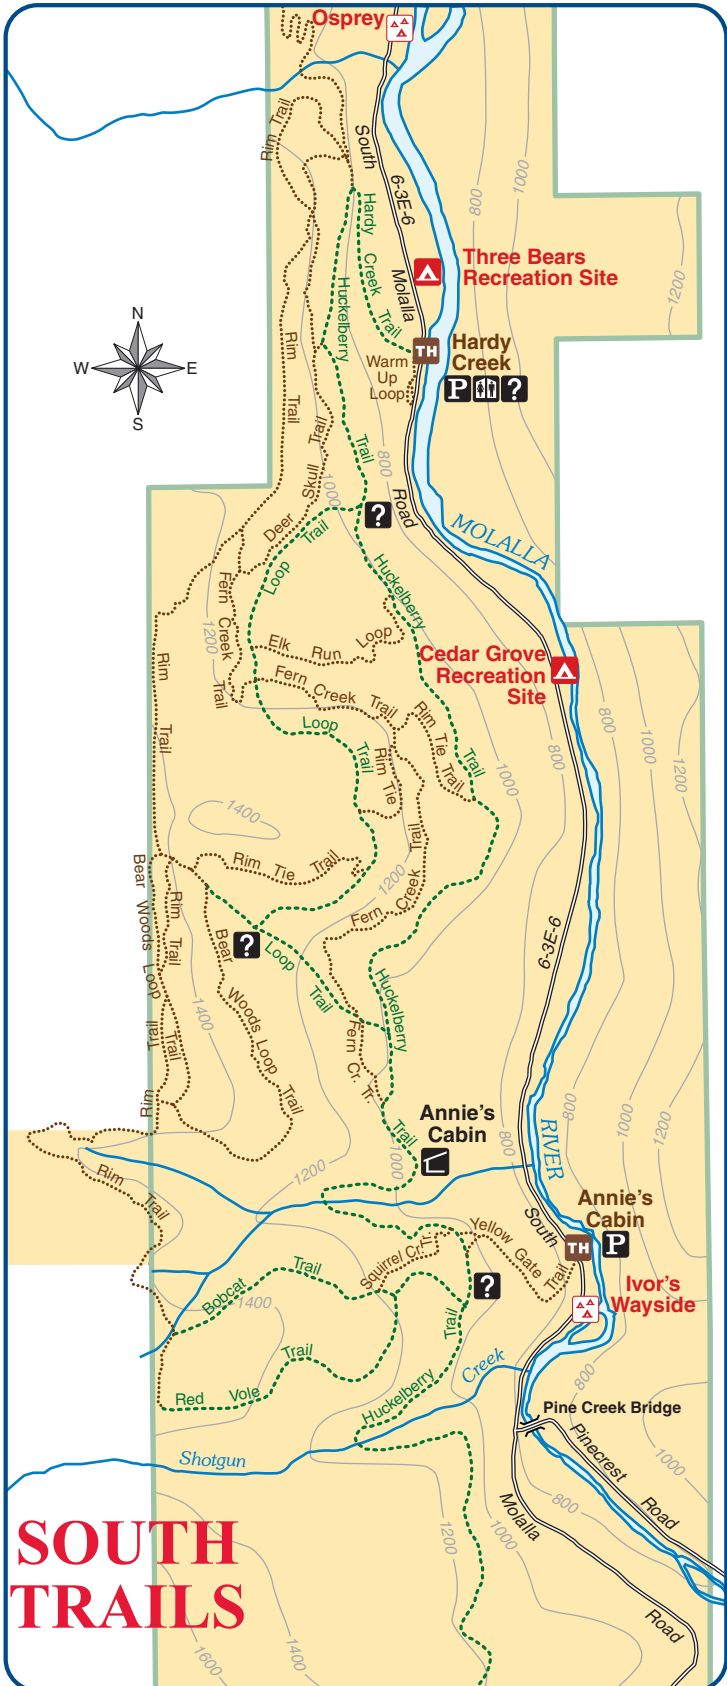 Osprey
Rim Trail
South
6-3E-6
Molalla
Road
800
1000
1200
Three Bears
Recreation Site
Hardy Creek Trail
Huckelberry
Trail
TH
Hardy
Creek
P
?
Warm
Up
Loop
N
W
E
S
Rim
Trail
Deer Skull Trail
1000
800
?
MOLALLA
Loop Trail
Fern Creek
Trail
1200
Huckelberry
Elk Run Loop
Cedar Grove
Recreation
Site
Fern Creek Trail
Rim
Trail
Loop
Trail
Rim Tie
Rim Tie Trail
Trail
800
1000
1200
800
1000
1400
Trail
Rim Tie Trail
1200
Fern Creek
Bear Woods Loop
Trail
Rim Trail
Trail
Rim
Bear
Woods Loop
Trail
?
Loop
Trail
Huckelberry
Trail
Fern Cr. Tr.
6-3E-6
1400
Annie's
Cabin
RIVER
800
1000
1200
800
1000
1200
South
Annie's
Cabin
TH
P
Rim
Trail
Squirrel Cr. Tr.
Yellow Gate
Trail
?
Bobcat
Trail
1400
Ivor's
Wayside
Trail
Red Vole
Trail
Huckelberry
Creek
Shotgun
800
Pine Creek Bridge
Pinecrest
Road
1000
800
Molalla
Road
1000
1200
1400
1600
SOUTH
TRAILS